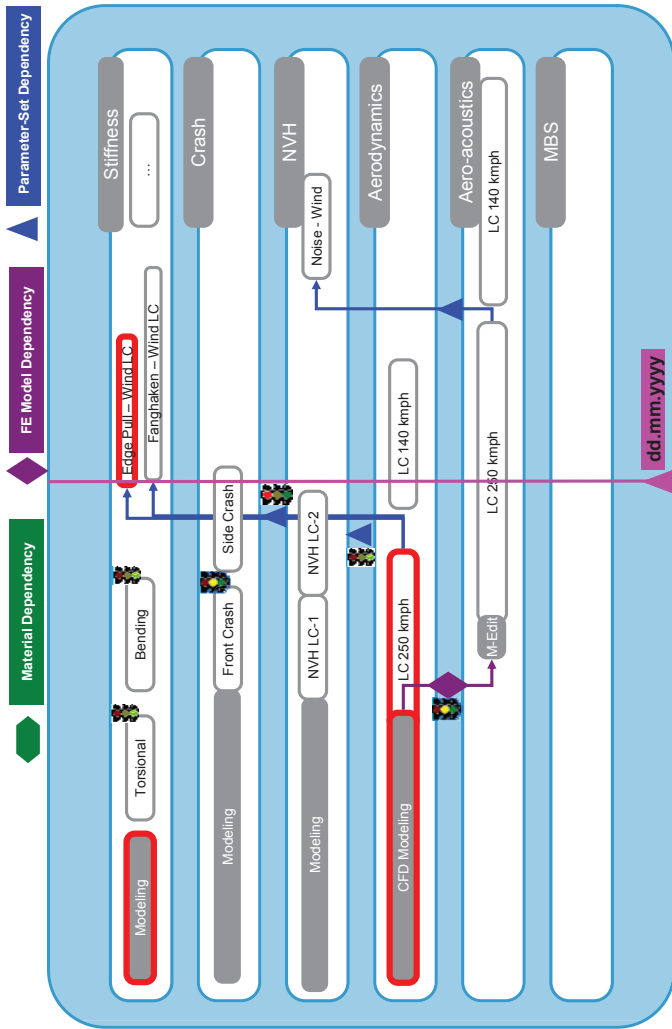 Material Dependency
FE Model Dependency
Parameter-Set Dependency
Stiffness
Modeling
Torsional
Bending
Edge Pull – Wind LC
Fanghaken – Wind LC
...
Crash
Modeling
Front Crash
Side Crash
NVH
Modeling
NVH LC-1
NVH LC-2
Noise - Wind
Aerodynamics
CFD Modeling
LC 250 kmph
LC 140 kmph
Aero-acoustics
M-Edit
LC 250 kmph
LC 140 kmph
MBS
dd.mm.yyyy